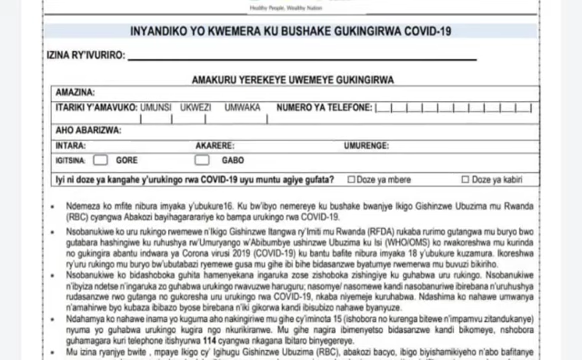 Healthy People, Wealthy Nation
INYANDIKO YO KWEMERA KU BUSHAKE GUKINGIRWA COVID-19
IZINA RY'IVURIRO:
AMAKURU YEREKEYE UWEMEYE GUKINGIRWA
AMAZINA:
ITARIKI Y'AMAVUKO: UMUNSI UKWEZI UMWAKA NUMERO YA TELEFONE:
AHO ABARIZWA:
INTARA: AKARERE: UMURENGE:
IGITSINA: GORE GABO
Iyi ni doze ya kangahe y'urukingo rwa COVID-19 uyu muntu agiye gufata? Doze ya mbere Doze ya kabiri
• Ndemeza ko mfite nibura imyaka y'ubukure16. Ku bw'ibyo nemereye ku bushake bwanjye Ikigo Gishinzwe Ubuzima mu Rwanda
(RBC) cyangwa Abakozi bayihagarariye ko bampa urukingo rwa COVID-19.
• Nsobanukiwe ko uru rukingo rwemewe n'Ikigo Gishinzwe Itangwa ry'Imiti mu Rwanda (RFDA) rukaba rurimo gutangwa mu buryo bwo
gutabara hashingiwe ku ruhushya rw'Umuryango w'Abibumbye ushinzwe Ubuzima ku Isi (WHO/OMS) ko rwakoreshwa mu kurinda
no gukingira abantu indwara ya Corona virusi 2019 (COVID-19) ku bantu bafite nibura imyaka 18 y'ubukure kuzamura. Ikoreshwa
ry'uru rukingo mu buryo bw'ubutabazi ryemewe gusa mu gihe ibi bihe bidasanzwe byatumye rwemerwa mu buvuzi bikiriho.
• Nsobanukiwe ko bidashoboka guhita hamenyekana ingaruka zose zishoboka zishingiye ku guhabwa uru rukingo. Nsobanukiwe
n'ibyiza ndetse n'ingaruka zo guhabwa urukingo rwavuzwe haruguru; nasomye/ nasomewe kandi nasobanuriwe ibirebana n'uruhushya
rudasanzwe rwo gutanga no gukoresha uru urukingo rwa COVID-19, nkaba niyemeje kuruhabwa. Ndashima ko nahawe umwanya
n'amahirwe byo kubaza ibibazo byose birebana n'iki gikorwa kandi ibisubizo nahawe byanyuze.
• Ndahamya ko nahawe inama yo kuguma aho nakingiriwe mu gihe cy'iminota 15 (ishobora no kurenga bitewe n'impamvu zitandukanye)
nyuma yo guhabwa urukingo kugira ngo nkurikiranwe. Mu gihe nagira ibimenyetso bidasanzwe kandi bikomeye, nshobora
guhamagara kuri telephone itishyurwa 114 cyangwa nkagana Ibitaro binyegereye.
• Mu izina ryanjye bwite , mpaye Ikigo cy' Igihugu Gishinzwe Ubuzima (RBC), abakozi bacyo, ibigo biyishamikiyeho n'abo bafitanye